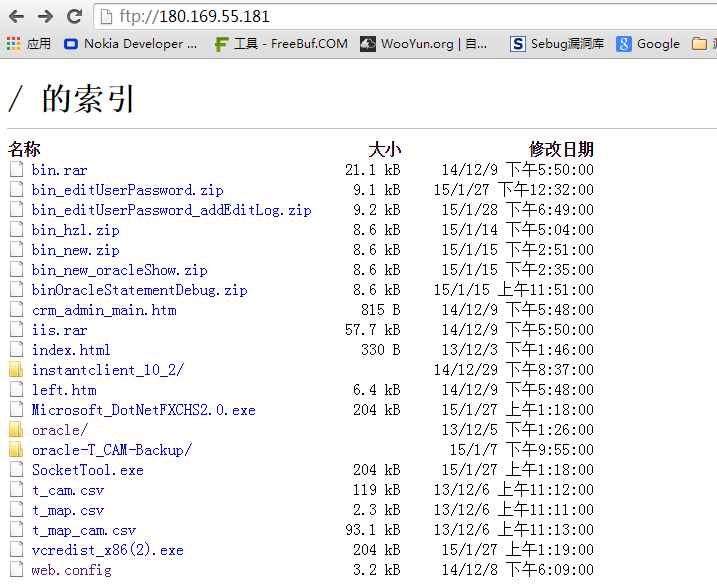 ftp://180.169.55.181
应用 Nokia Developer ... 工具 - FreeBuf.COM WooYun.org | 自... Sebug漏洞库 Google
/ 的索引
名称 大小 修改日期
bin.rar 21.1 kB 14/12/9 下午5:50:00
bin_editUserPassword.zip 9.1 kB 15/1/27 下午12:32:00
bin_editUserPassword_addEditLog.zip 9.2 kB 15/1/28 下午6:49:00
bin_hzl.zip 8.6 kB 15/1/14 下午5:04:00
bin_new.zip 8.6 kB 15/1/15 下午2:51:00
bin_new_oracleShow.zip 8.6 kB 15/1/15 下午2:35:00
binOracleStatementDebug.zip 8.6 kB 15/1/15 上午11:51:00
crm_admin_main.htm 815 B 14/12/9 下午5:48:00
iis.rar 57.7 kB 14/12/9 下午5:50:00
index.html 330 B 13/12/3 下午1:46:00
instantclient_10_2/ 14/12/29 下午8:37:00
left.htm 6.4 kB 14/12/9 下午5:48:00
Microsoft_DotNetFXCHS2.0.exe 204 kB 15/1/27 上午1:18:00
oracle/ 13/12/5 下午1:26:00
oracle-T_CAM-Backup/ 15/1/7 下午9:55:00
SocketTool.exe 204 kB 15/1/27 上午1:18:00
t_cam.csv 119 kB 13/12/6 上午11:12:00
t_map.csv 2.3 kB 13/12/6 上午11:11:00
t_map_cam.csv 93.1 kB 13/12/6 上午11:13:00
vcredist_x86(2).exe 204 kB 15/1/27 上午1:19:00
web.config 3.2 kB 14/12/8 下午6:09:00